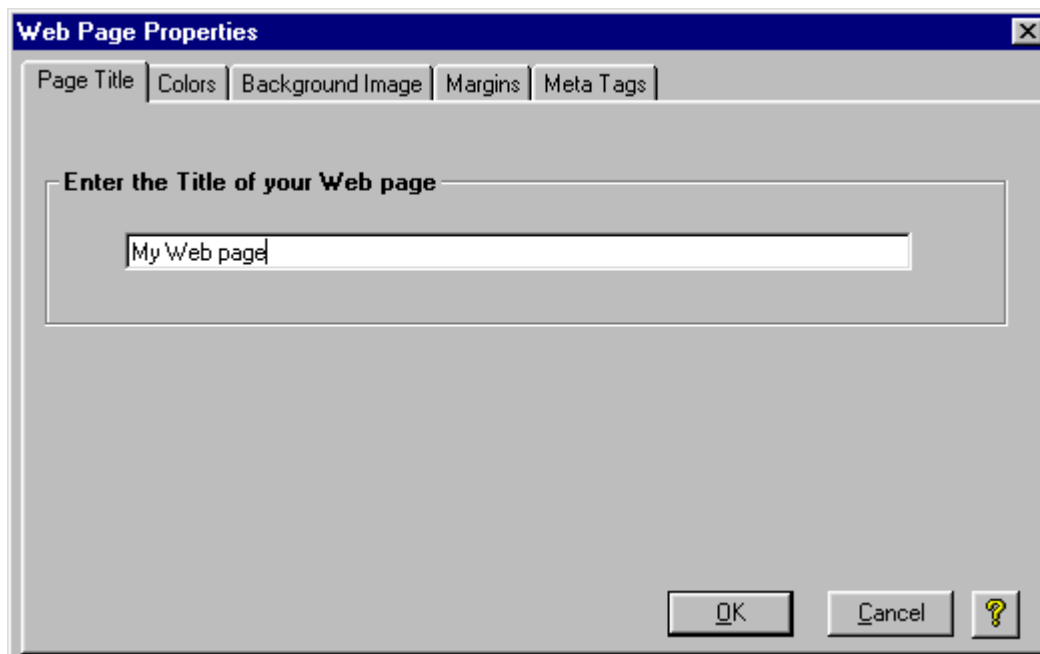 Web Page Properties
Page Title Colors Background Image Margins Meta Tags
Enter the Title of your Web page
My Web page
OK Cancel ?